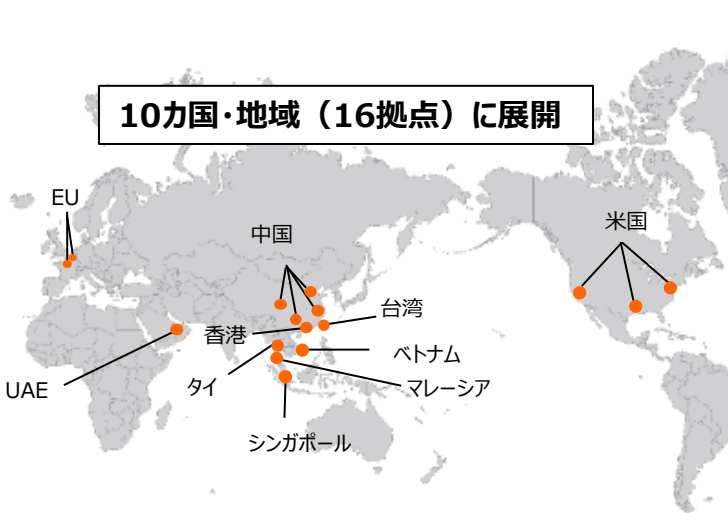 10カ国･地域（16拠点）に展開
EU
中国
米国
台湾
香港
ベトナム
UAE
タイ
マレーシア
シンガポール